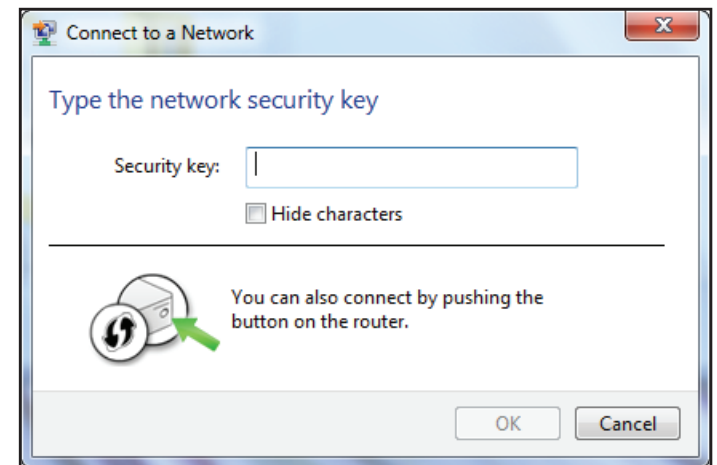 Connect to a Network
Type the network security key
Security key:
Hide characters
You can also connect by pushing the
button on the router.
OK
Cancel